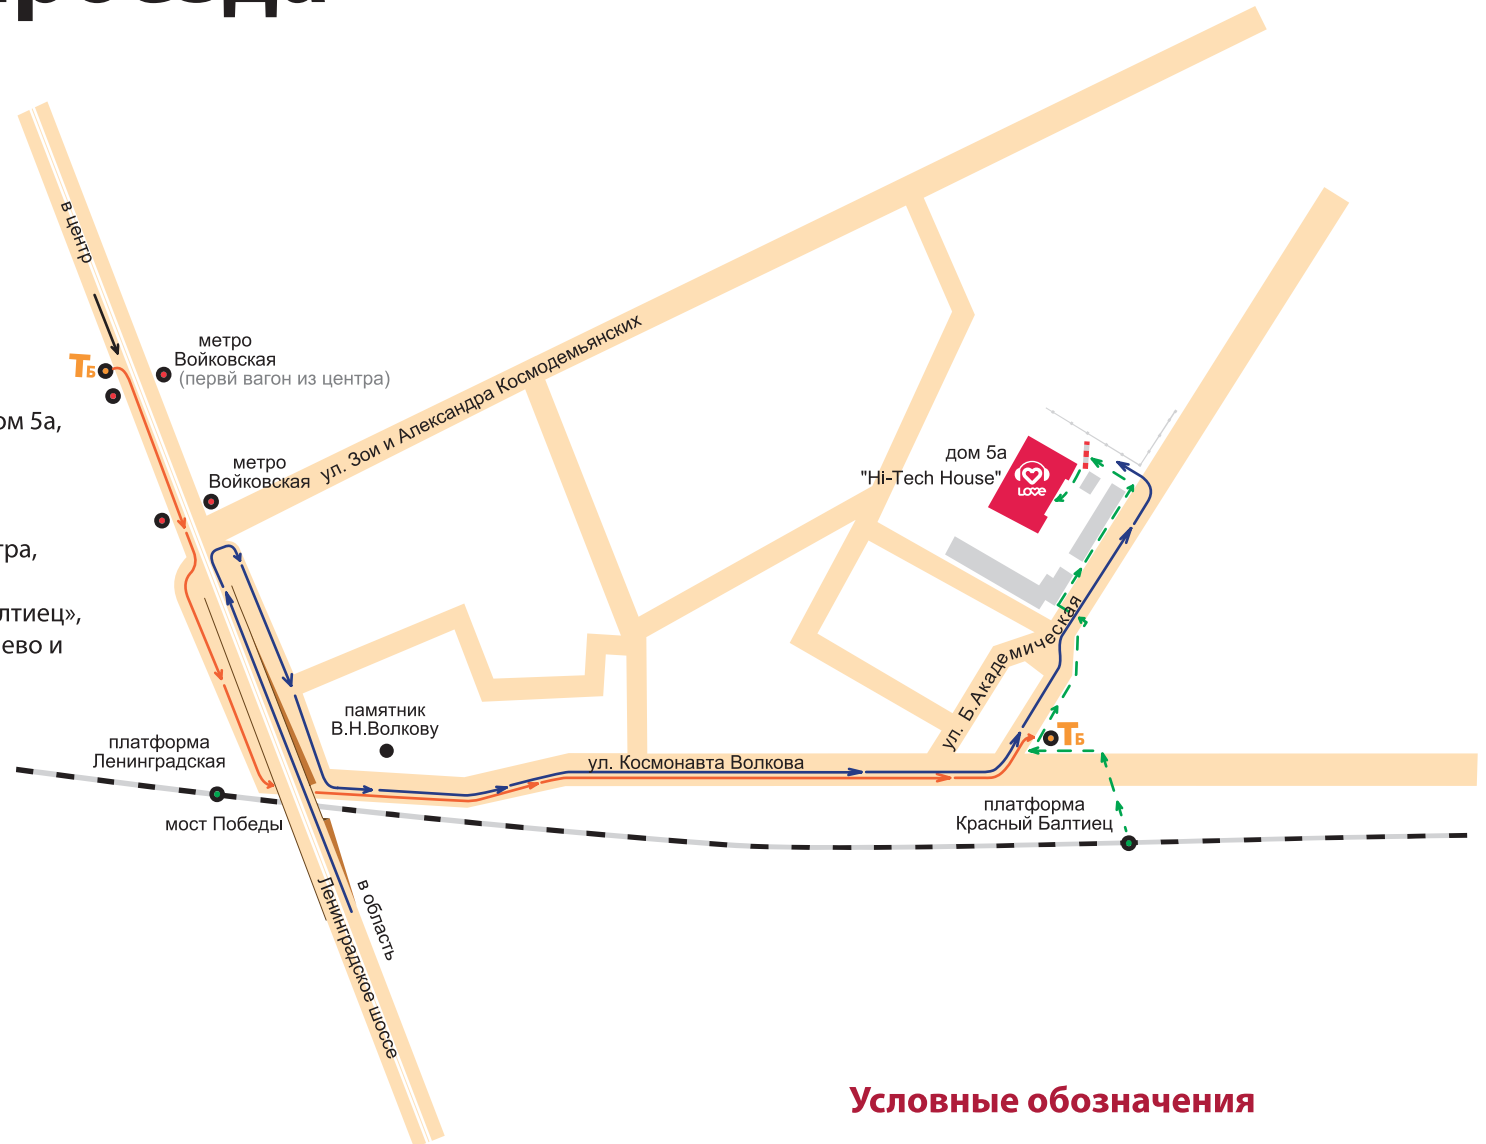 в центр
Тб
метро
Войковская
(первй вагон из центра)
ом 5а,
метро
Войковская
ул. Зои и Александра Космодемьянских
дом 5а
"Hi-Tech House"
LOVE
тра,
лтиец»,
ево и
ул. Б.Академическая
памятник
В.Н.Волкову
платформа
Ленинградская
Тб
ул. Космонавта Волкова
мост Победы
платформа
Красный Балтиец
Ленинградское шоссе
в область
Условные обозначения